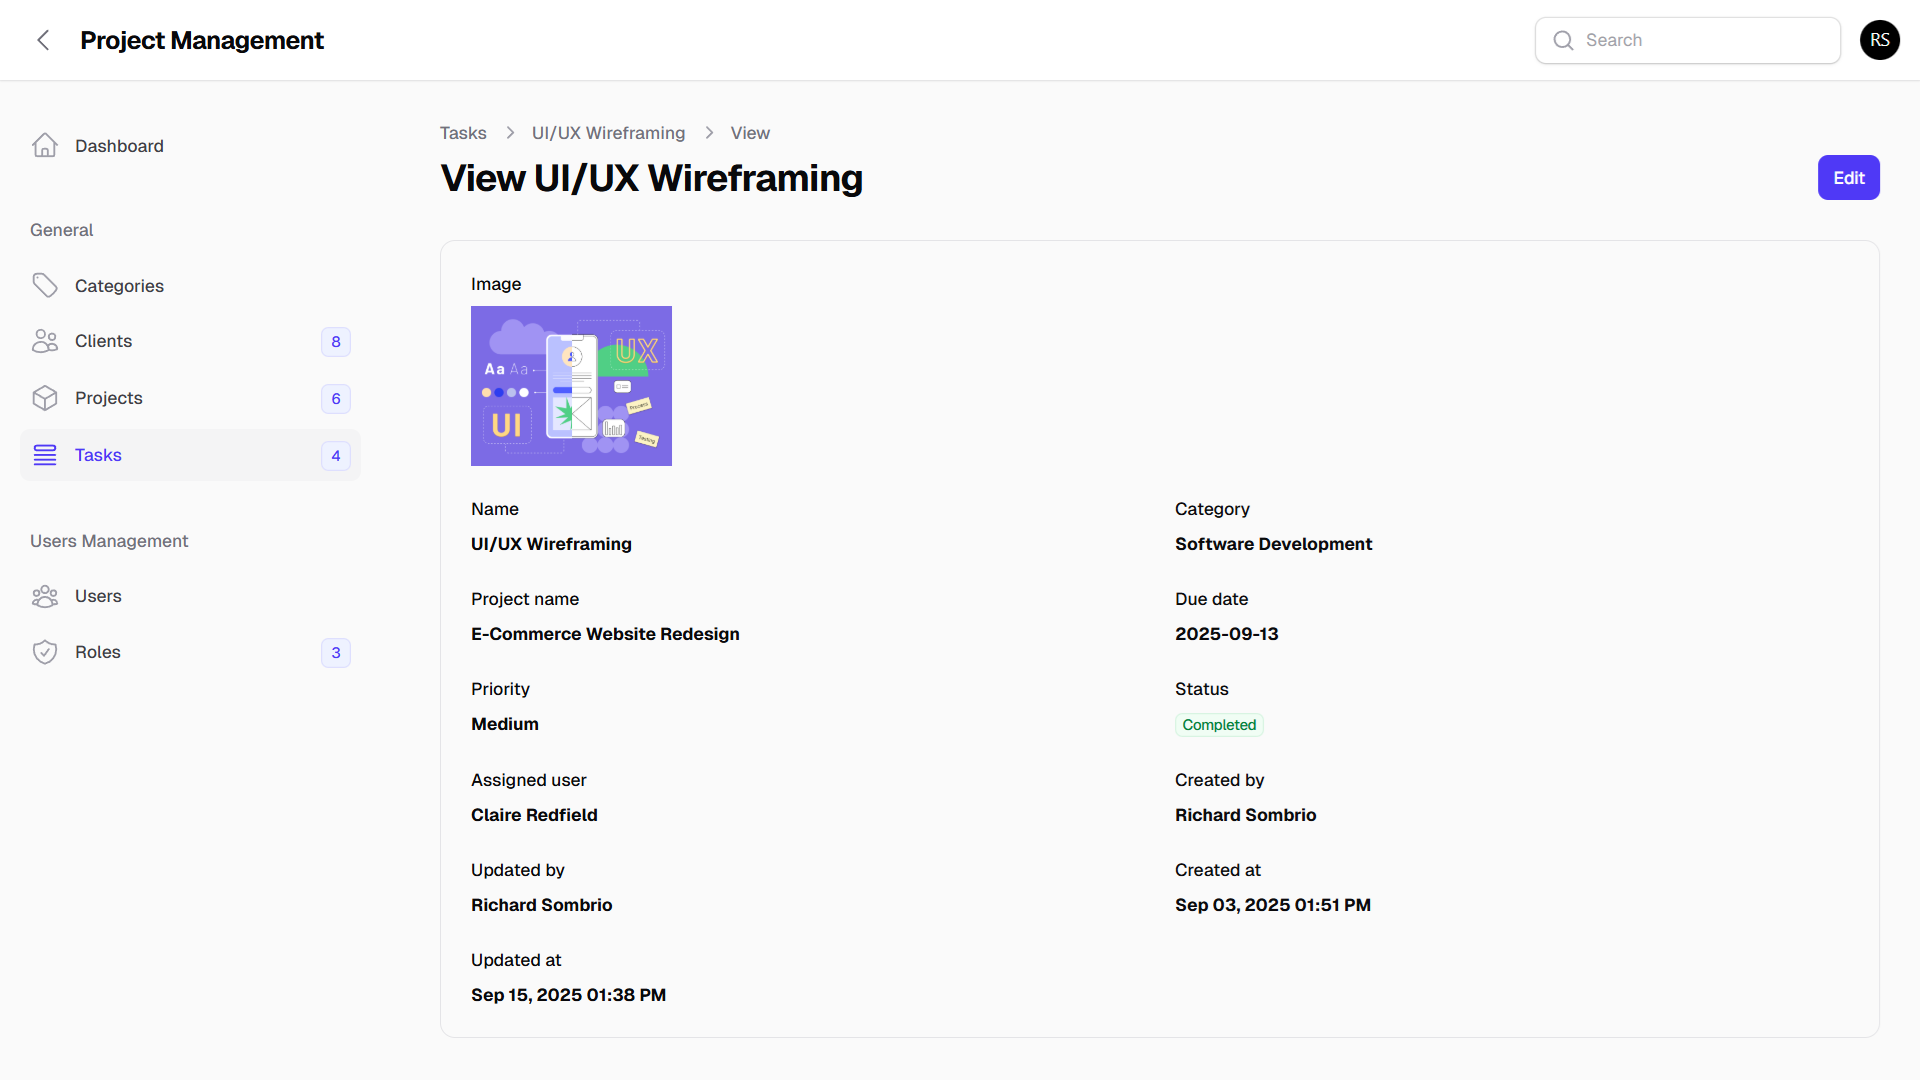 Project Management
Search
RS
Dashboard
General
Categories
Clients 8
Projects 6
Tasks 4
Users Management
Users
Roles 3
Tasks > UI/UX Wireframing > View
View UI/UX Wireframing
Edit
Image
UX
Aa Aa
Process
UI
Testing
Name
UI/UX Wireframing
Category
Software Development
Project name
E-Commerce Website Redesign
Due date
2025-09-13
Priority
Medium
Status
Completed
Assigned user
Claire Redfield
Created by
Richard Sombrio
Updated by
Richard Sombrio
Created at
Sep 03, 2025 01:51 PM
Updated at
Sep 15, 2025 01:38 PM